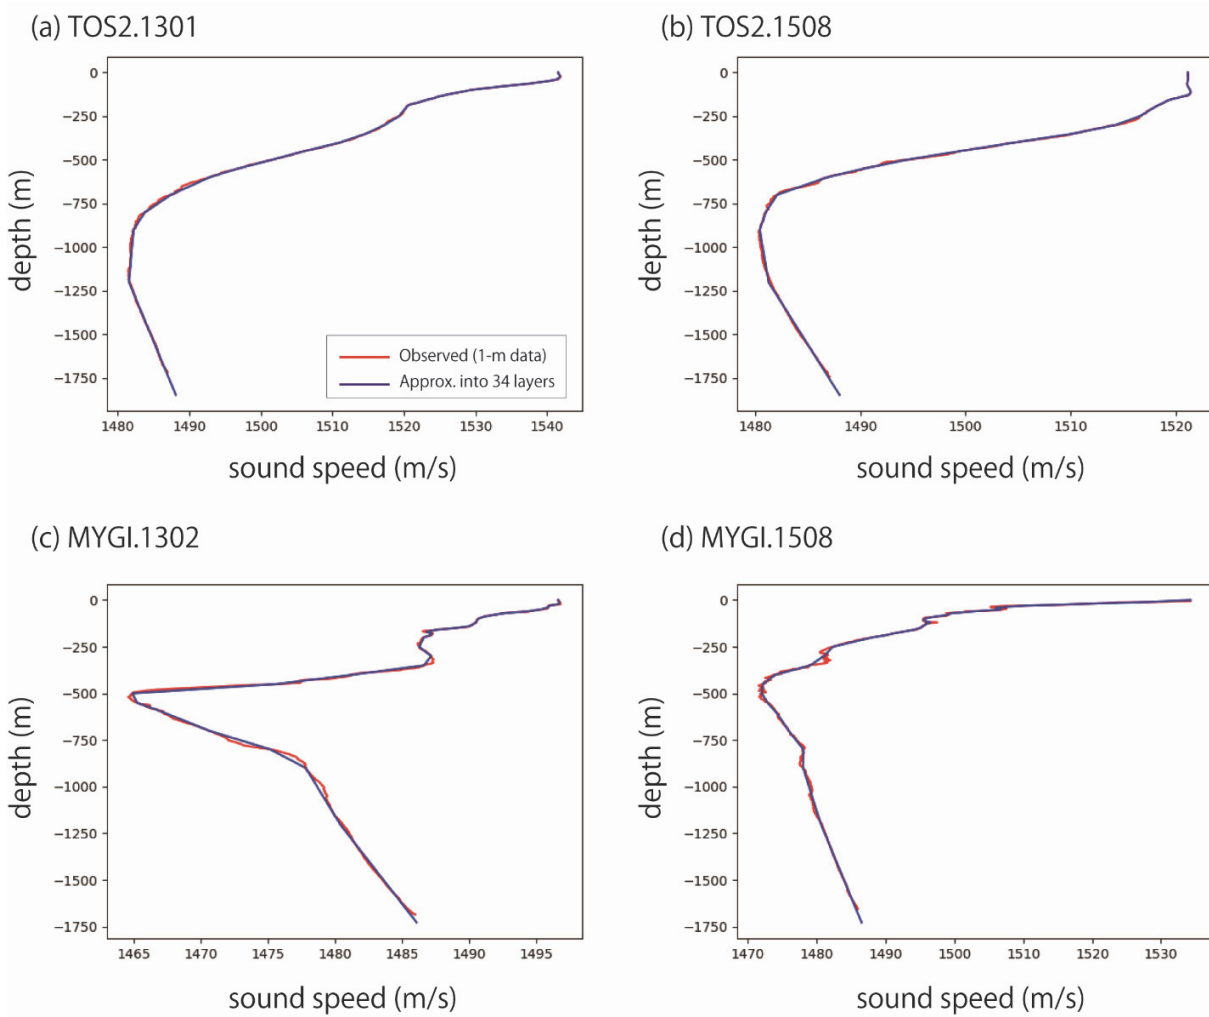 (a) TOS2.1301
(b) TOS2.1508
0
−250
−500
−750
−1000
−1250
−1500
−1750
depth (m)
Observed (1-m data)
Approx. into 34 layers
1480 1490 1500 1510 1520 1530 1540
sound speed (m/s)
0
−250
−500
−750
−1000
−1250
−1500
−1750
depth (m)
1480 1490 1500 1510 1520
sound speed (m/s)
(c) MYGI.1302
(d) MYGI.1508
0
−250
−500
−750
−1000
−1250
−1500
−1750
depth (m)
1465 1470 1475 1480 1485 1490 1495
sound speed (m/s)
0
−250
−500
−750
−1000
−1250
−1500
−1750
depth (m)
1470 1480 1490 1500 1510 1520 1530
sound speed (m/s)